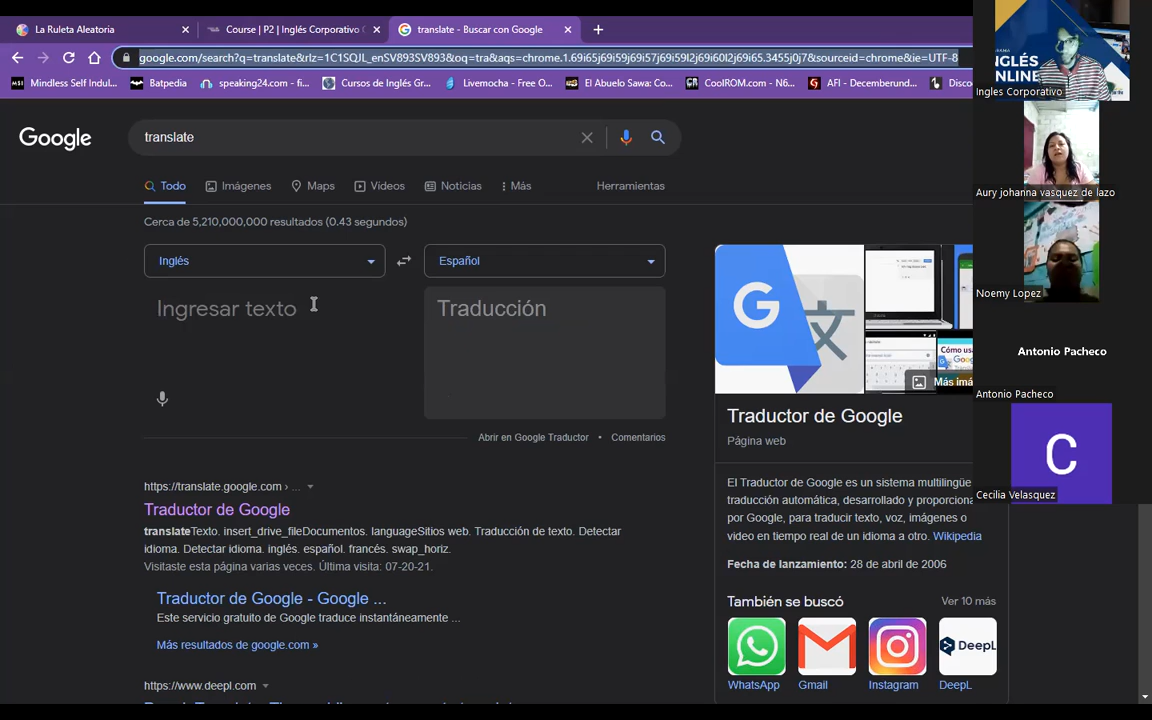 La Ruleta Aleatoria
Course | P2 | Inglés Corporativo C
translate - Buscar con Google
google.com/search?q=translate&rlz=1C1SQJL_enSV893SV893&oq=tra&aqs=chrome.1.69i65j69i59j69i57j69i59l2j69i60l2j69i65.3455j0j7&sourceid=chrome&ie=UTF-8
Mindless Self Indul...
Batpedia
speaking24.com – fi...
Cursos de Inglés Gr...
Livemocha - Free O...
El Abuelo Sawa: Co...
CoolROM.com - N6...
AFI - Decemberund...
Disco
Google
translate
Todo
Imágenes
Maps
Videos
Noticias
Más
Herramientas
Cerca de 5,210,000,000 resultados (0.43 segundos)
Inglés
Español
Ingresar texto
Traducción
Abrir en Google Traductor • Comentarios
https://translate.google.com › ...
Traductor de Google
translateTexto. insert_drive_fileDocumentos. languageSitios web. Traducción de texto. Detectar
idioma. Detectar idioma. inglés. español. francés. swap_horiz.
Visitaste esta página varias veces. Última visita: 07-20-21.
Traductor de Google - Google ...
Este servicio gratuito de Google traduce instantáneamente ...
Más resultados de google.com »
https://www.deepl.com
Más imá
Cómo usa
Traductor de Google
Página web
El Traductor de Google es un sistema multilingüe
traducción automática, desarrollado y proporciona
por Google, para traducir texto, voz, imágenes o
video en tiempo real de un idioma a otro. Wikipedia
Fecha de lanzamiento: 28 de abril de 2006
También se buscó
Ver 10 más
DeepL
WhatsApp
Gmail
Instagram
DeepL
INGLÉS
ONLINE
Ingles Corporativo
Aury johanna vasquez de lazo
Noemy Lopez
Antonio Pacheco
Antonio Pacheco
C
Cecilia Velasquez